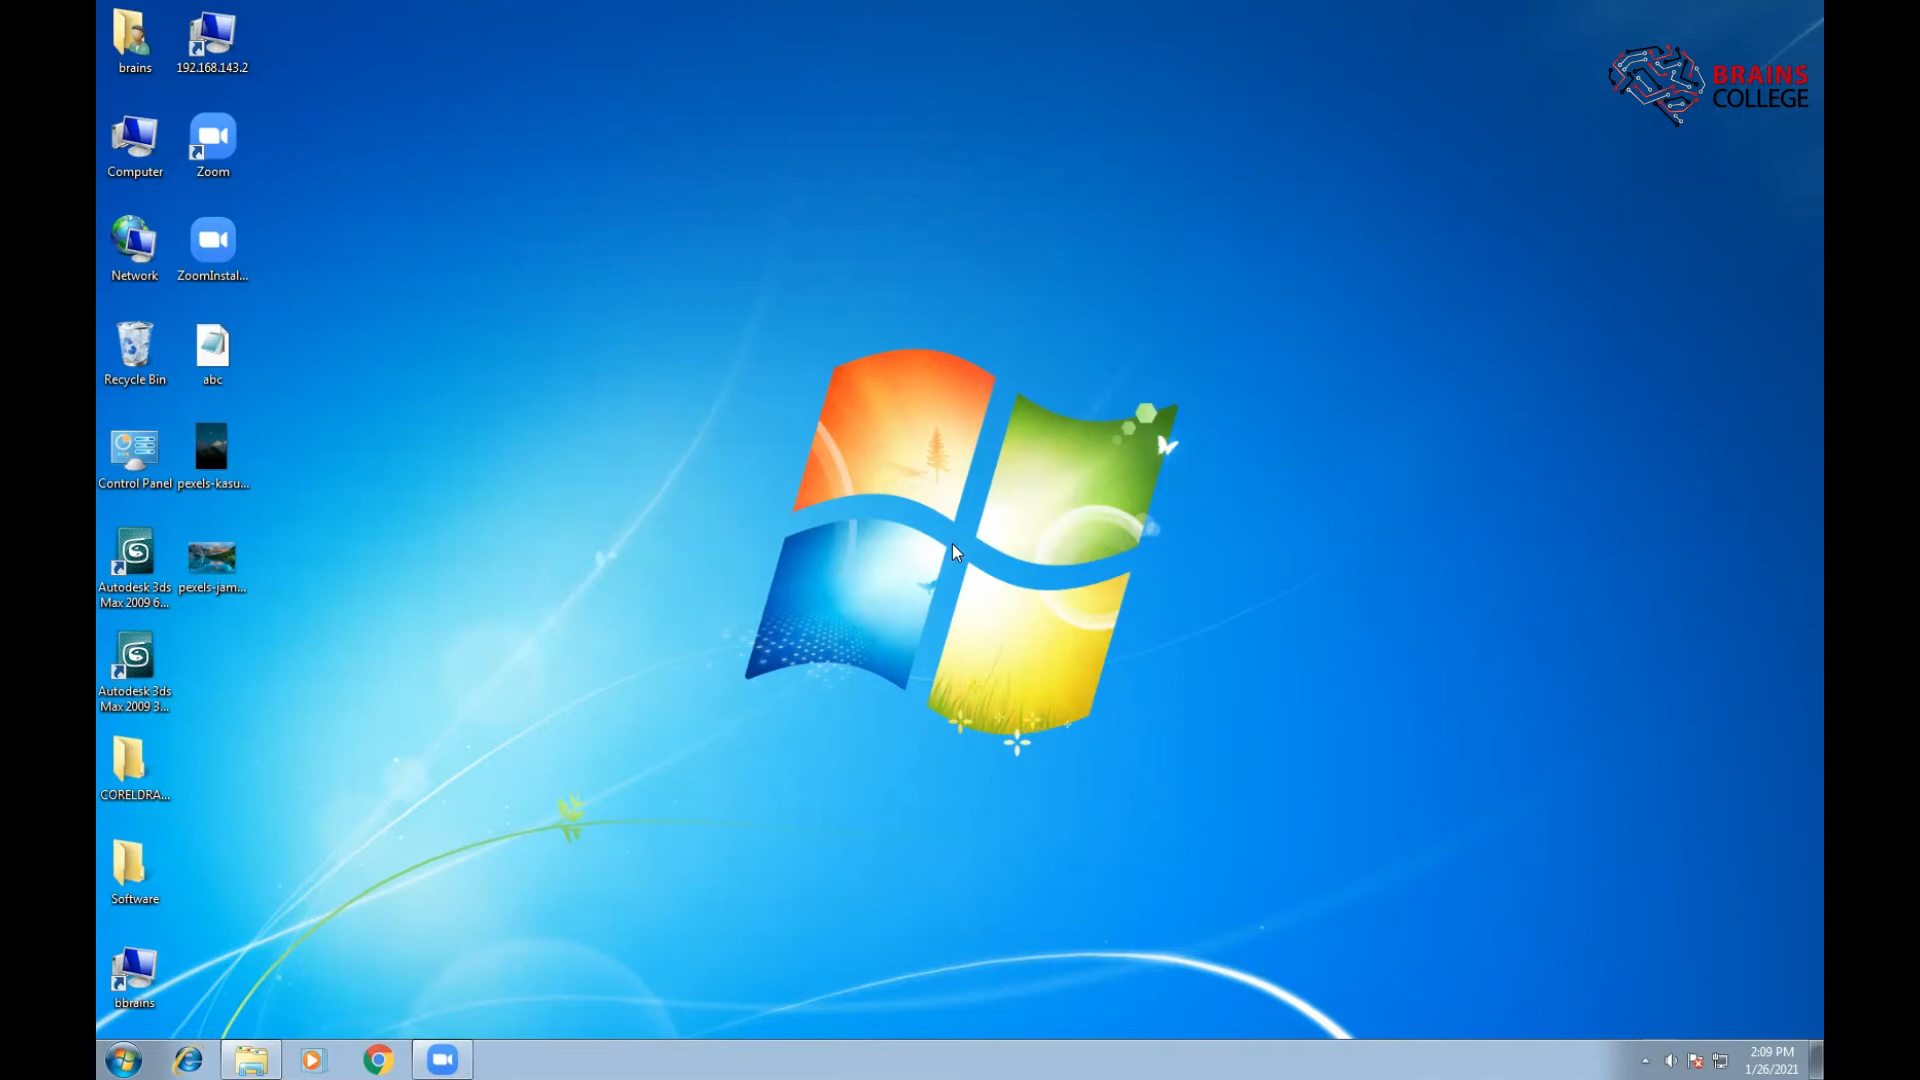 brains
192.168.143.2
BRAINS
COLLEGE
Computer
Zoom
Network
ZoomInstal...
Recycle Bin
abc
Control Panel
pexels-kasu...
Autodesk 3ds
Max 2009 6...
pexels-jam...
Autodesk 3ds
Max 2009 3...
CORELDRA...
Software
bbrains
2:09 PM
1/26/2021